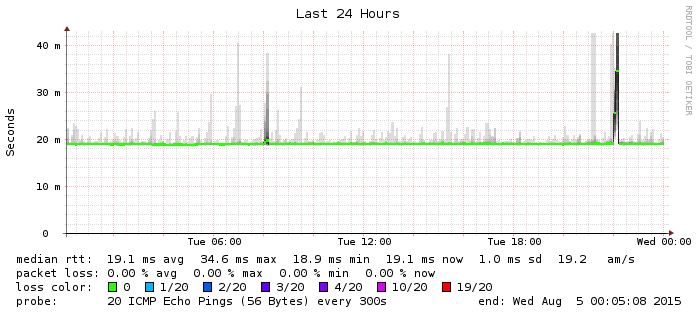 Last 24 Hours
RRDTOOL / TOBI OETIKER
Seconds
40 m
30 m
20 m
10 m
0
Tue 06:00 Tue 12:00 Tue 18:00 Wed 00:00
median rtt: 19.1 ms avg 34.6 ms max 18.9 ms min 19.1 ms now 1.0 ms sd 19.2 am/s
packet loss: 0.00 % avg 0.00 % max 0.00 % min 0.00 % now
loss color: 0 1/20 2/20 3/20 4/20 10/20 19/20
probe: 20 ICMP Echo Pings (56 Bytes) every 300s end: Wed Aug 5 00:05:08 2015